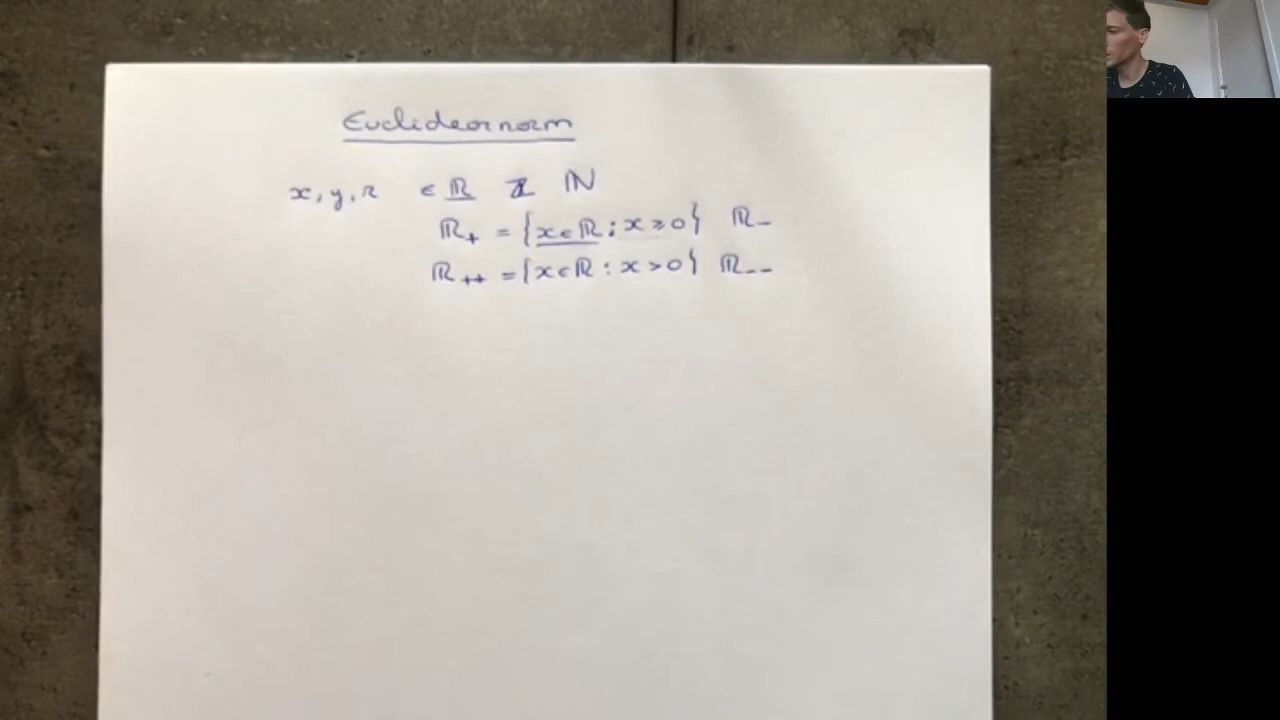 Euclidean norm
x, y, r ∈ ℝ ℤ ℕ
ℝ₊ = {x ∈ ℝ : x ≥ 0} ℝ₋
ℝ₊₊ = {x ∈ ℝ : x > 0} ℝ₋₋